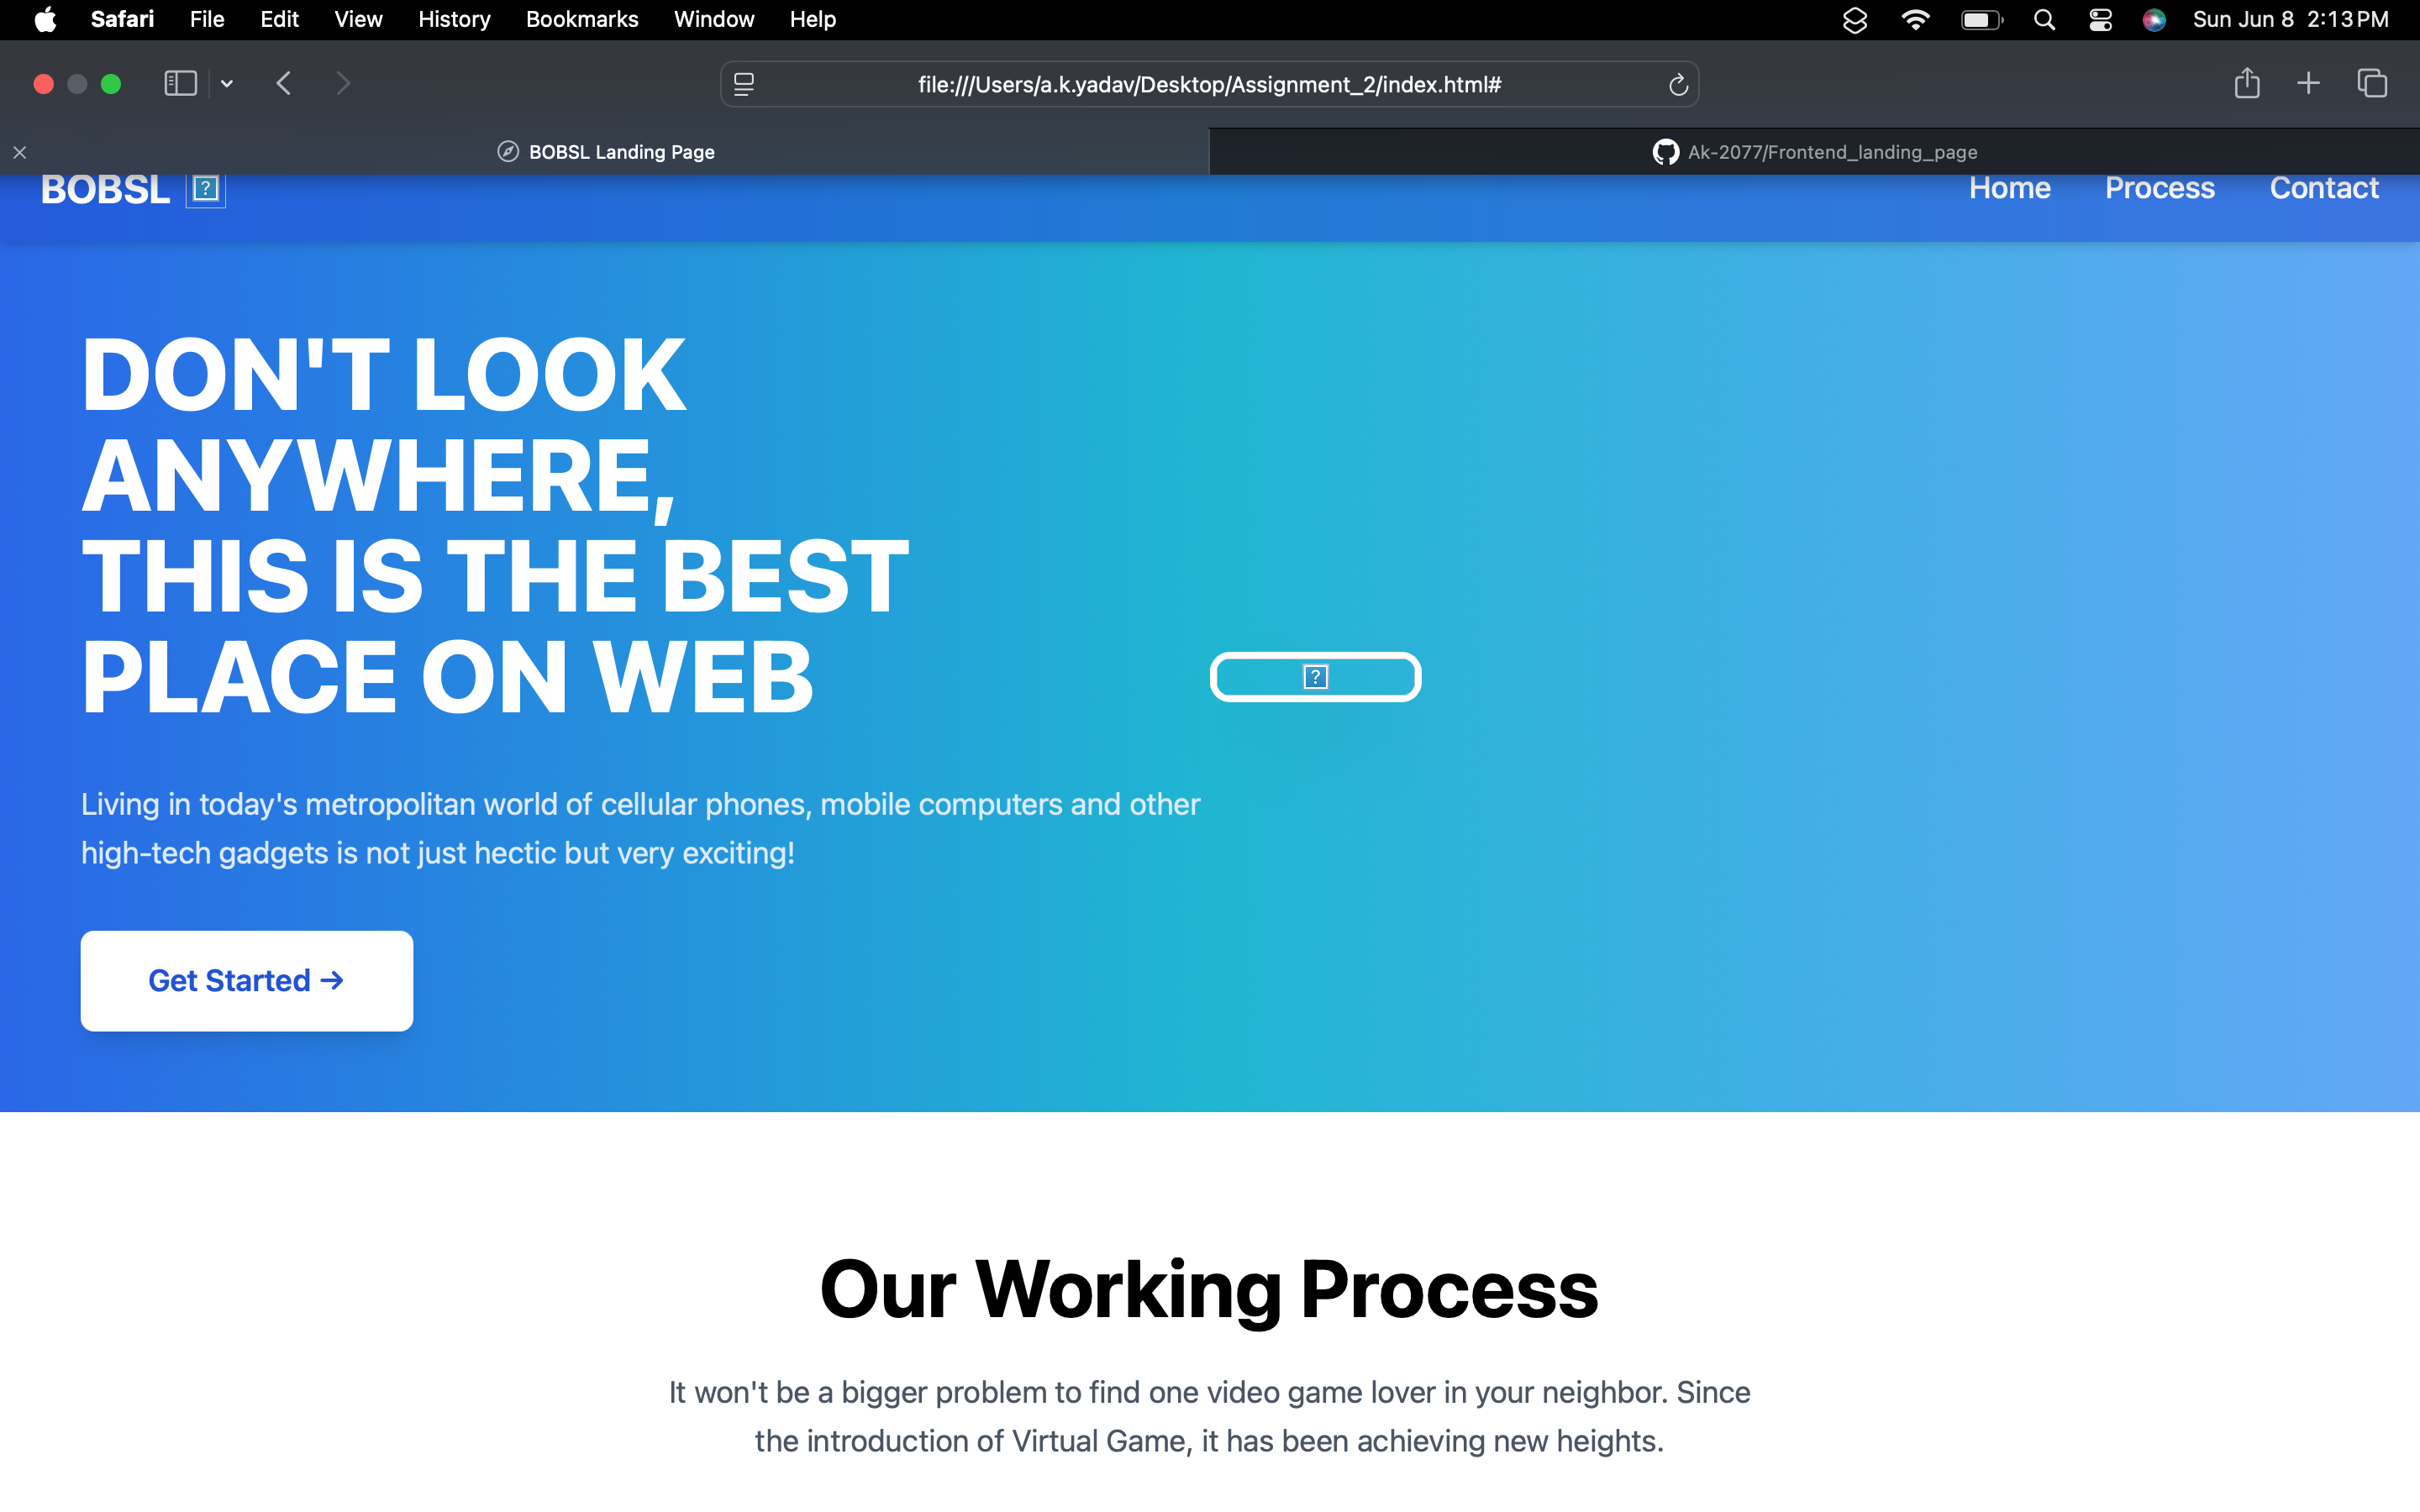 Safari File Edit View History Bookmarks Window Help Sun Jun 8 2:13 PM
file:///Users/a.k.yadav/Desktop/Assignment_2/index.html#
BOBSL Landing Page Ak-2077/Frontend_landing_page
BOBSL Home Process Contact
DON'T LOOK
ANYWHERE,
THIS IS THE BEST
PLACE ON WEB
Living in today's metropolitan world of cellular phones, mobile computers and other
high-tech gadgets is not just hectic but very exciting!
Get Started →
Our Working Process
It won't be a bigger problem to find one video game lover in your neighbor. Since
the introduction of Virtual Game, it has been achieving new heights.